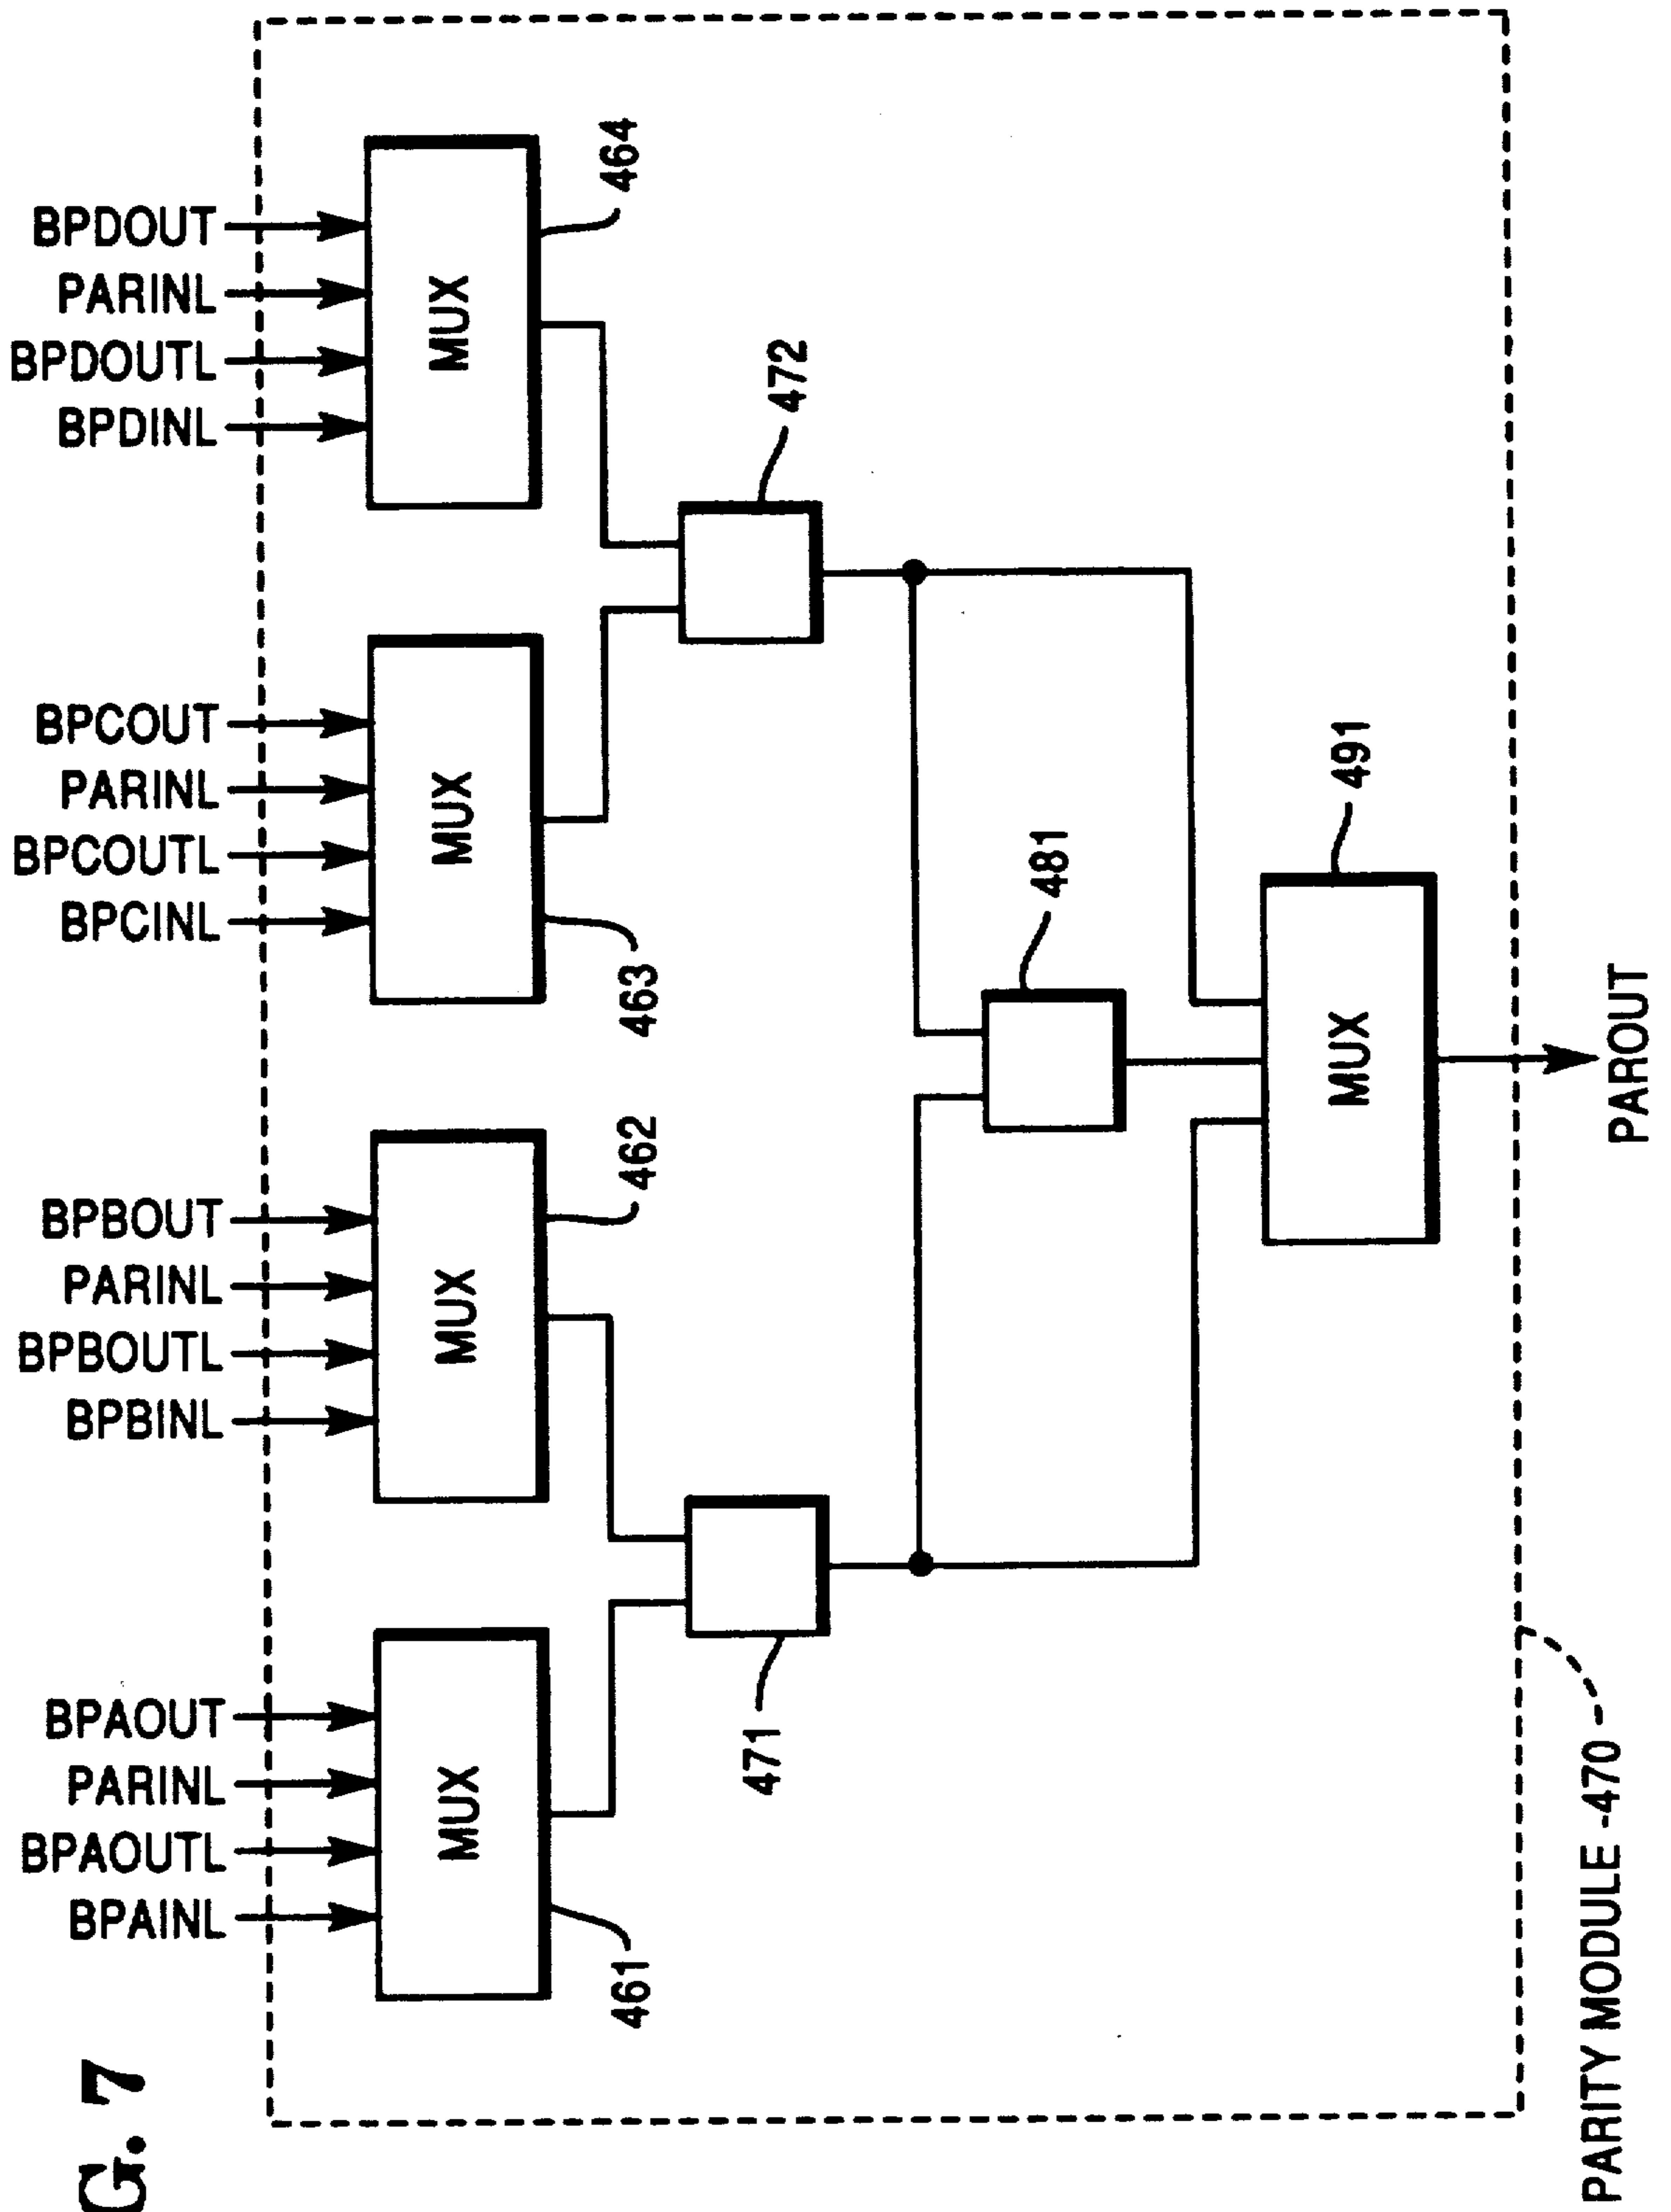 BPDOUT
PARINL
BPDOUTL
BPDINL
MUX
464
BPCOUT
PARINL
BPCOUTL
BPCINL
MUX
463
472
BPBOUT
PARINL
BPBOUTL
BPBINL
MUX
462
BPAOUT
PARINL
BPAOUTL
BPAINL
MUX
461
471
481
MUX
491
PAROUT
PARITY MODULE -470
G. 7